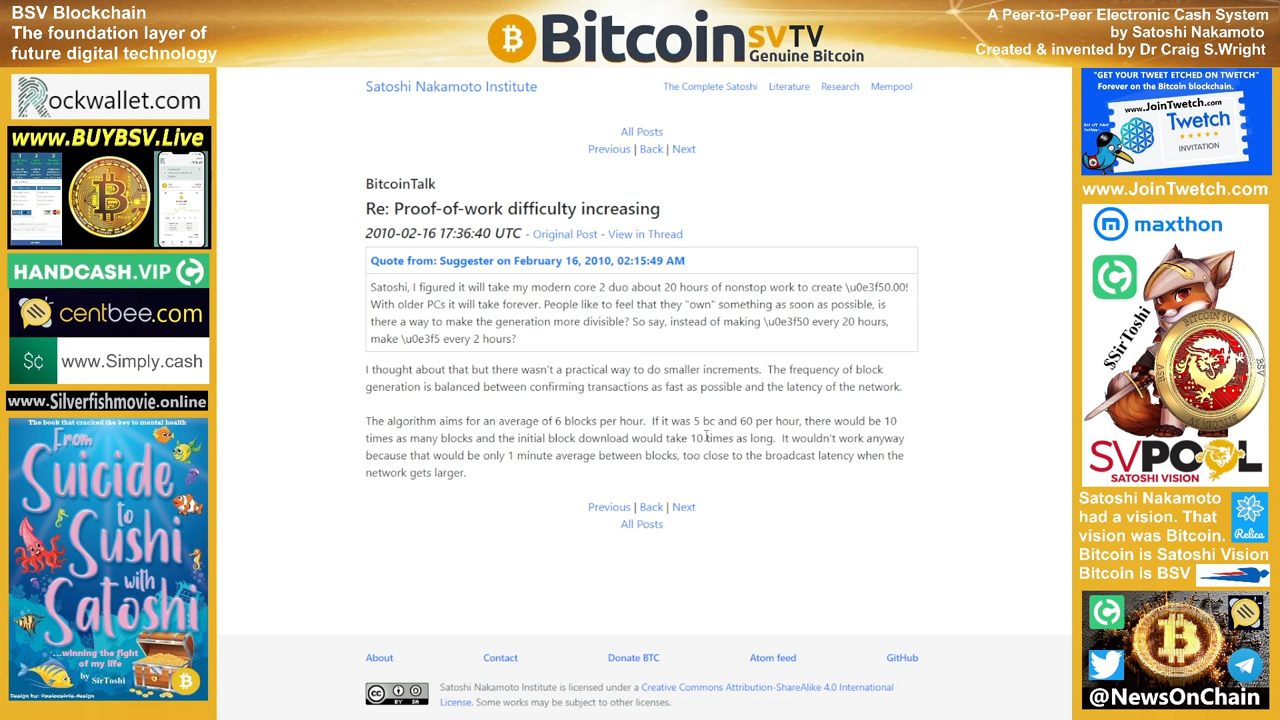 BSV Blockchain
The foundation layer of
future digital technology
Bitcoin SVTV
Genuine Bitcoin
A Peer-to-Peer Electronic Cash System
by Satoshi Nakamoto
Created & invented by Dr Craig S.Wright
Rockwallet.com
www.BUYBSV.Live
HANDCASH.VIP
centbee.com
$c www.Simply.cash
www.Silverfishmovie.online
The book that cracked the key to mental health
From
Suicide
to
Sushi
with
Satoshi
...winning the fight
of my life
by SirToshi
Satoshi Nakamoto Institute
The Complete Satoshi Literature Research Mempool
All Posts
Previous | Back | Next
BitcoinTalk
Re: Proof-of-work difficulty increasing
2010-02-16 17:36:40 UTC - Original Post - View in Thread
Quote from: Suggester on February 16, 2010, 02:15:49 AM
Satoshi, I figured it will take my modern core 2 duo about 20 hours of nonstop work to create \u0e3f50.00!
With older PCs it will take forever. People like to feel that they "own" something as soon as possible, is
there a way to make the generation more divisible? So say, instead of making \u0e3f50 every 20 hours,
make \u0e3f5 every 2 hours?
I thought about that but there wasn't a practical way to do smaller increments. The frequency of block
generation is balanced between confirming transactions as fast as possible and the latency of the network.
The algorithm aims for an average of 6 blocks per hour. If it was 5 bc and 60 per hour, there would be 10
times as many blocks and the initial block download would take 10 times as long. It wouldn't work anyway
because that would be only 1 minute average between blocks, too close to the broadcast latency when the
network gets larger.
Previous | Back | Next
All Posts
About Contact Donate BTC Atom feed GitHub
Satoshi Nakamoto Institute is licensed under a Creative Commons Attribution-ShareAlike 4.0 International
License. Some works may be subject to other licenses.
"GET YOUR TWEET ETCHED ON TWETCH"
Forever on the Bitcoin blockchain.
www.JoinTwetch.com
Twetch
INVITATION
www.JoinTwetch.com
maxthon
$SirToshi
BITCOIN SV
SVPOOL
SATOSHI VISION
Satoshi Nakamoto
had a vision. That
vision was Bitcoin.
Relica
Bitcoin is Satoshi Vision
Bitcoin is BSV
@NewsOnChain